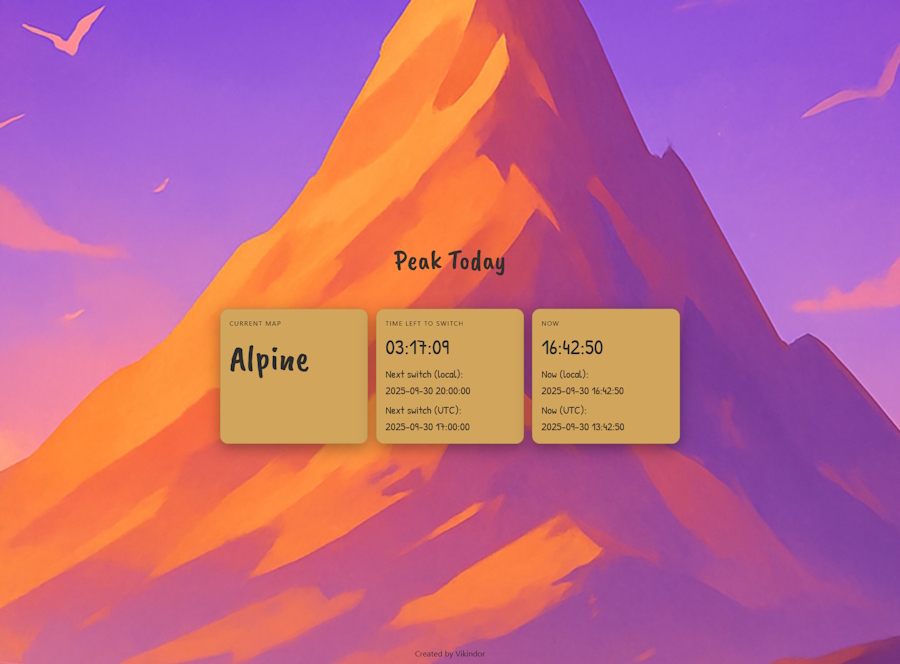 Peak Today
CURRENT MAP
Alpine
TIME LEFT TO SWITCH
03:17:09
Next switch (local):
2025-09-30 20:00:00
Next switch (UTC):
2025-09-30 17:00:00
NOW
16:42:50
Now (local):
2025-09-30 16:42:50
Now (UTC):
2025-09-30 13:42:50
Created by Vikindor